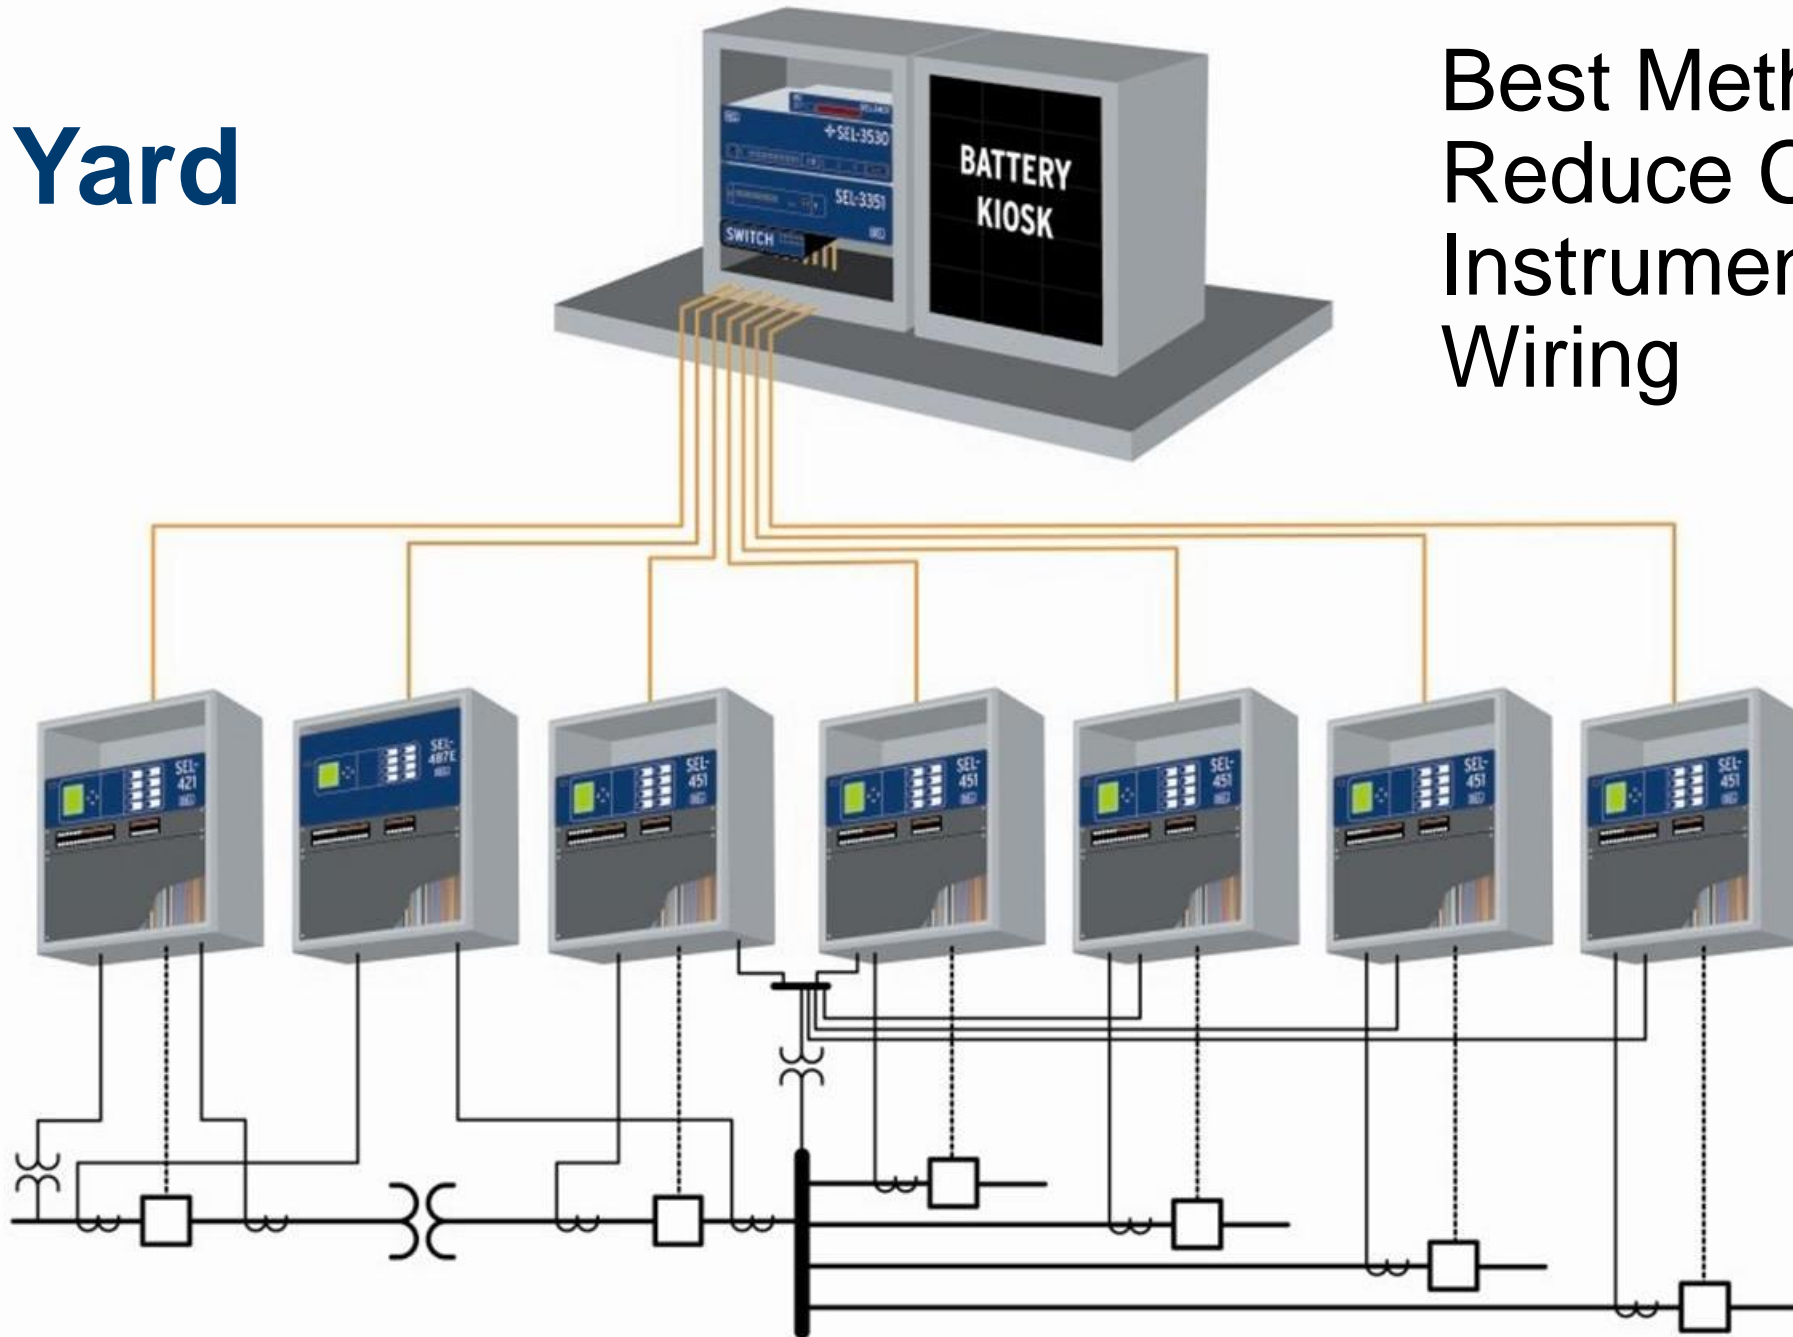 Yard
Best Meth
Reduce C
Instrumen
Wiring
SEL-3530
SEL-3351
SWITCH
BATTERY
KIOSK
SEL-
421
SEL-
487E
SEL-
451
SEL-
451
SEL-
451
SEL-
451
SEL-
451